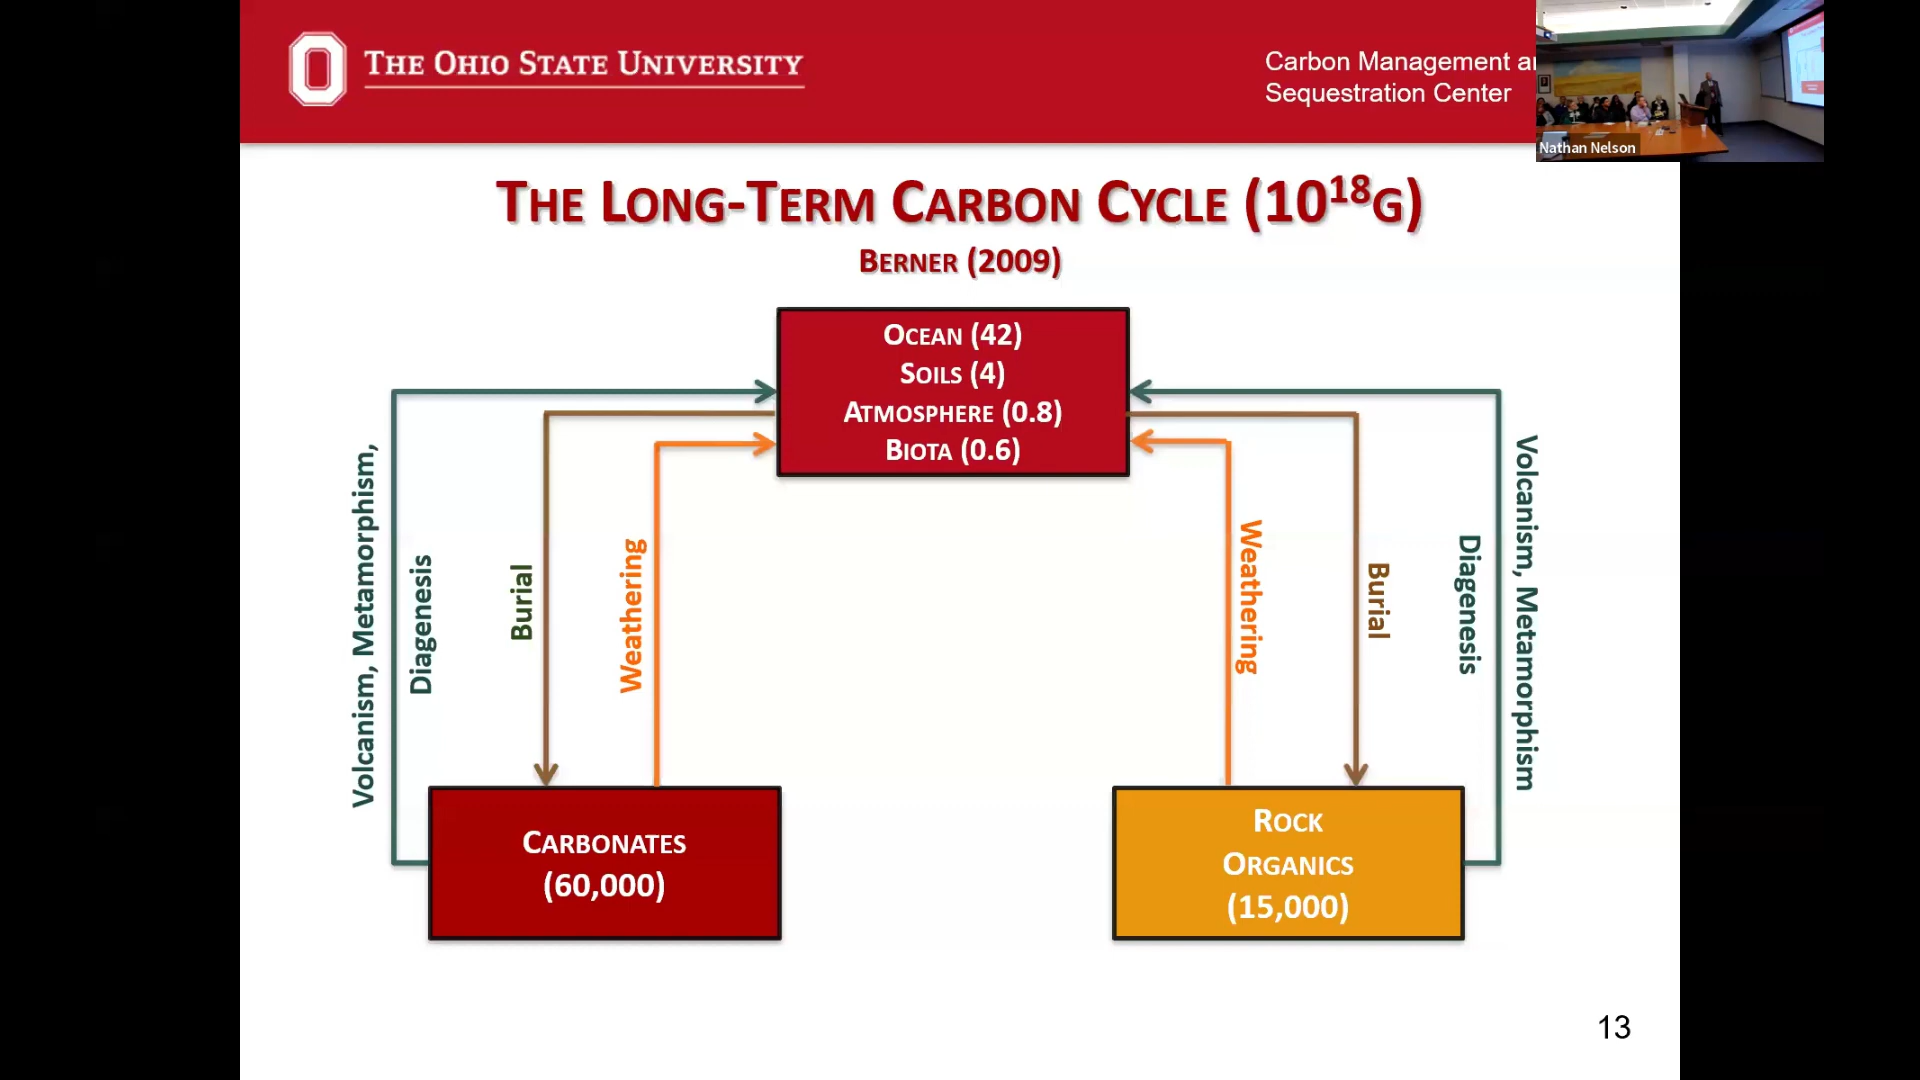 THE OHIO STATE UNIVERSITY
Carbon Management
Sequestration Center
Nathan Nelson
THE LONG-TERM CARBON CYCLE (10¹⁸G)
BERNER (2009)
OCEAN (42)
SOILS (4)
ATMOSPHERE (0.8)
BIOTA (0.6)
Volcanism, Metamorphism,
Diagenesis
Burial
Weathering
Weathering
Burial
Diagenesis
Volcanism, Metamorphism
CARBONATES
(60,000)
ROCK
ORGANICS
(15,000)
13